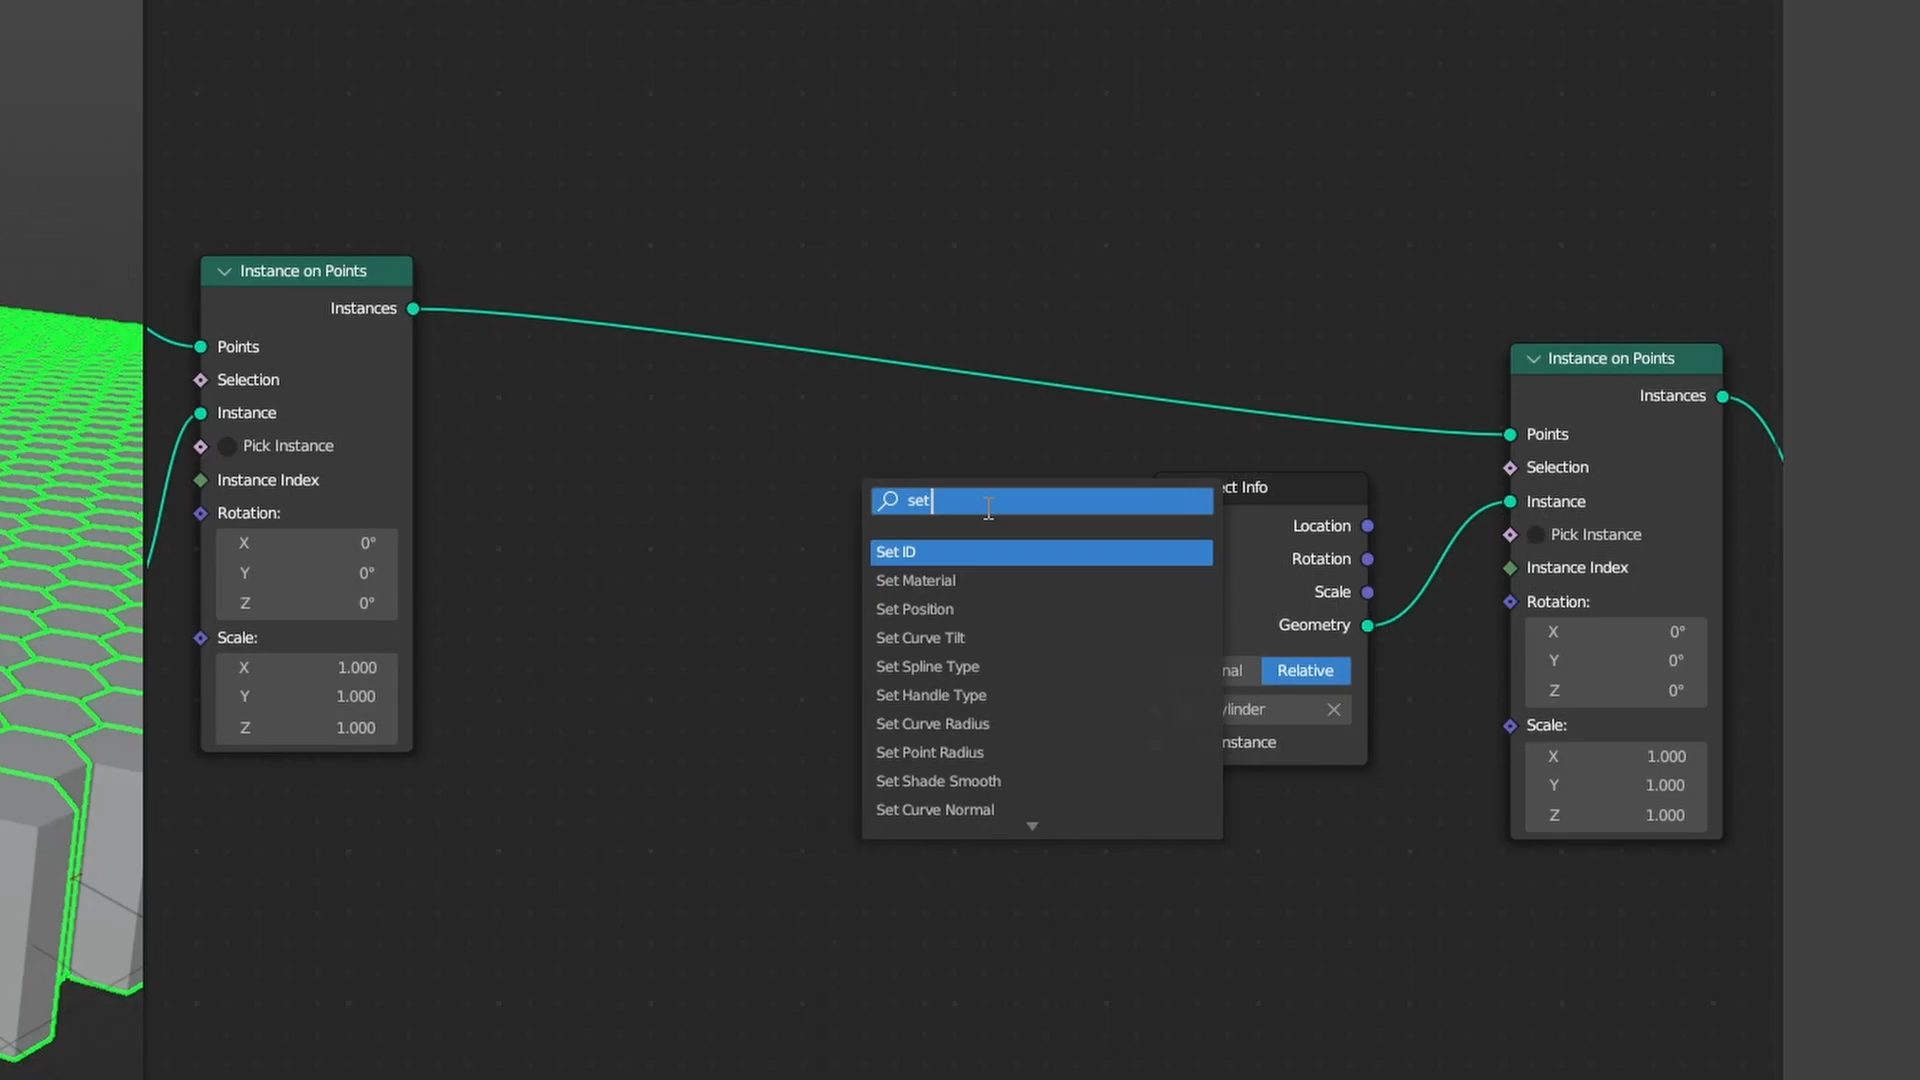 Instance on Points
Instances
Points
Selection
Instance
Pick Instance
Instance Index
Rotation:
X 0°
Y 0°
Z 0°
Scale:
X 1.000
Y 1.000
Z 1.000
set
Set ID
Set Material
Set Position
Set Curve Tilt
Set Spline Type
Set Handle Type
Set Curve Radius
Set Point Radius
Set Shade Smooth
Set Curve Normal
ct Info
Location
Rotation
Scale
Geometry
nal Relative
ylinder
nstance
Instance on Points
Instances
Points
Selection
Instance
Pick Instance
Instance Index
Rotation:
X 0°
Y 0°
Z 0°
Scale:
X 1.000
Y 1.000
Z 1.000